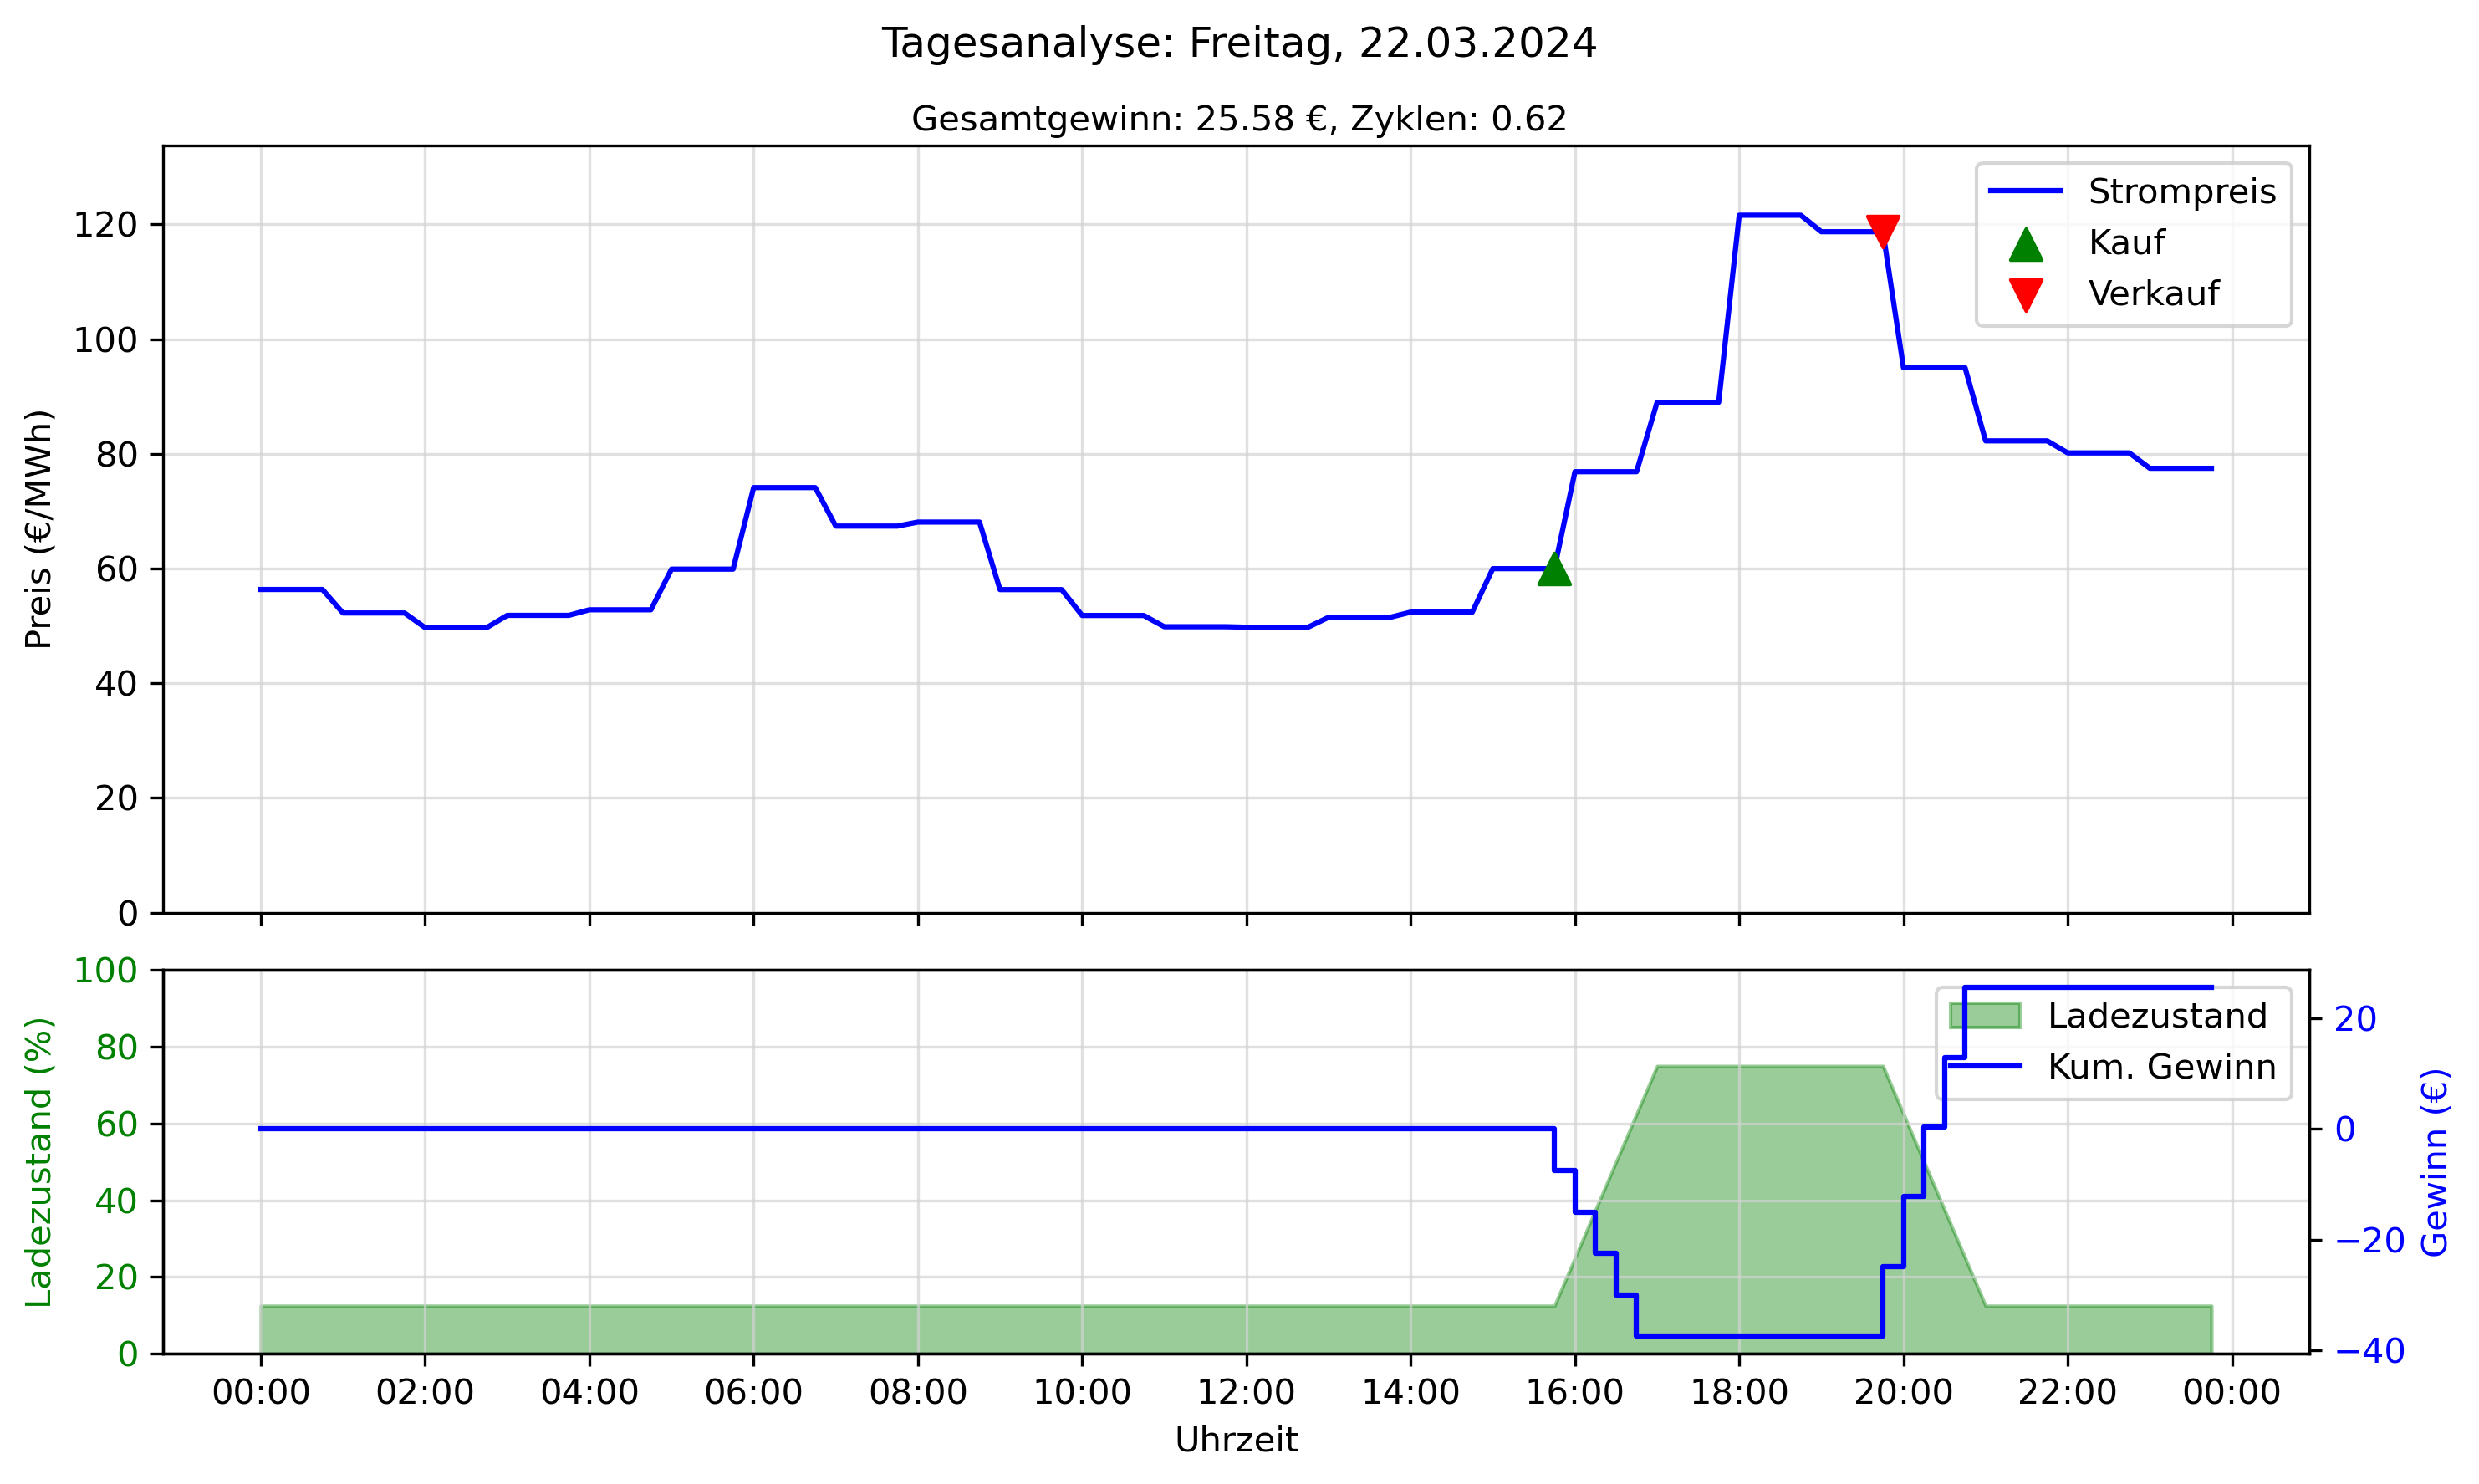 Tagesanalyse: Freitag, 22.03.2024
Gesamtgewinn: 25.58 €, Zyklen: 0.62
Preis (€/MWh)
120
100
80
60
40
20
0
Strompreis
Kauf
Verkauf
Ladezustand (%)
100
80
60
40
20
0
Ladezustand
Kum. Gewinn
20
0
−20
−40
Gewinn (€)
00:00 02:00 04:00 06:00 08:00 10:00 12:00 14:00 16:00 18:00 20:00 22:00 00:00
Uhrzeit